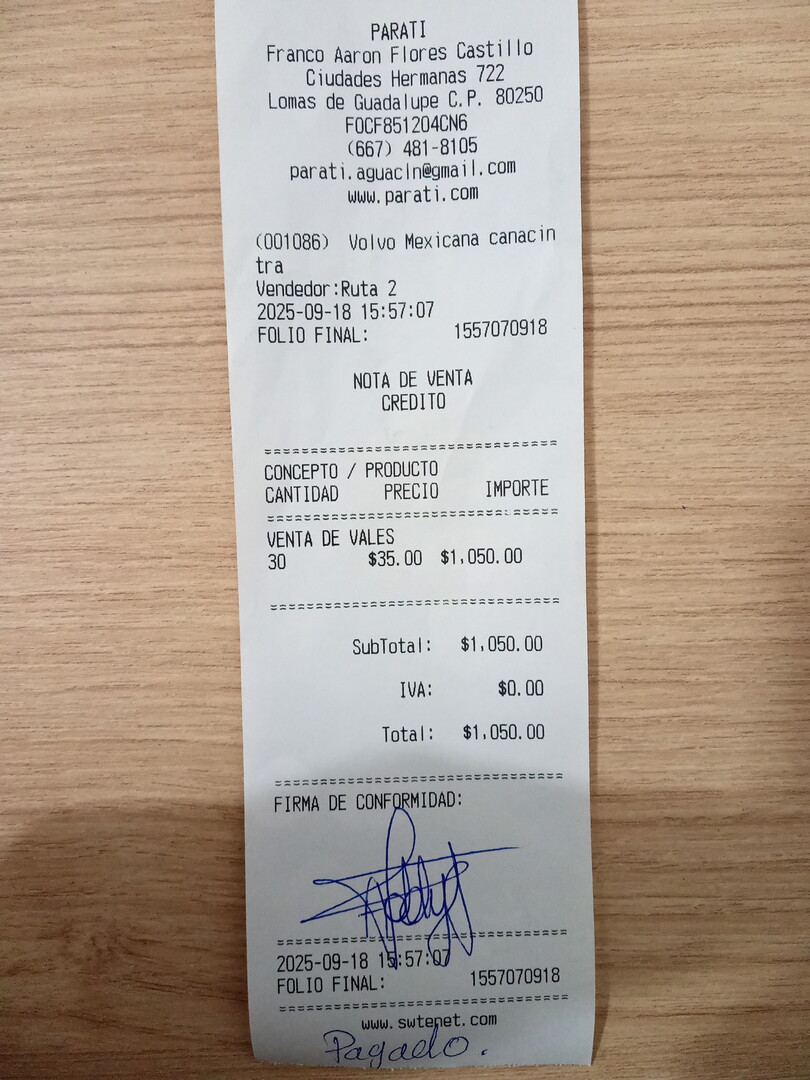 PARATI
Franco Aaron Flores Castillo
Ciudades Hermanas 722
Lomas de Guadalupe C.P. 80250
FOCF851204CN6
(667) 481-8105
parati.aguacln@gmail.com
www.parati.com
(001086) Volvo Mexicana canacin
tra
Vendedor:Ruta 2
2025-09-18 15:57:07
FOLIO FINAL: 1557070918
NOTA DE VENTA
CREDITO
CONCEPTO / PRODUCTO
CANTIDAD PRECIO IMPORTE
VENTA DE VALES
30 $35.00 $1,050.00
SubTotal: $1,050.00
IVA: $0.00
Total: $1,050.00
FIRMA DE CONFORMIDAD:
2025-09-18 15:57:07
FOLIO FINAL: 1557070918
www.swtenet.com
Pagado.